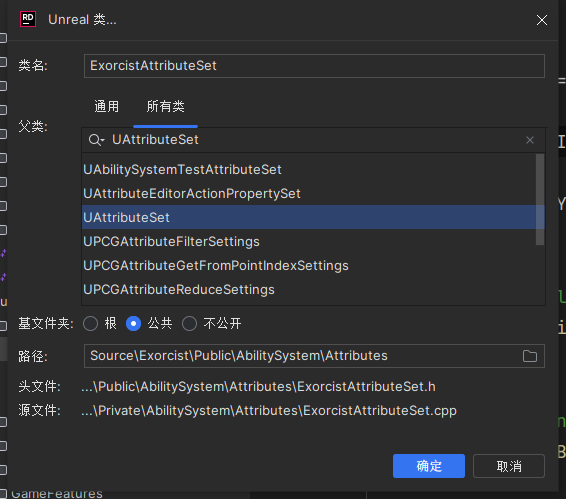 RD Unreal 类...
类名: ExorcistAttributeSet
通用 所有类
父类:
UAttributeSet
UAbilitySystemTestAttributeSet
UAttributeEditorActionPropertySet
UAttributeSet
UPCGAttributeFilterSettings
UPCGAttributeGetFromPointIndexSettings
UPCGAttributeReduceSettings
基文件夹: 根 公共 不公开
路径: Source\Exorcist\Public\AbilitySystem\Attributes
头文件: ...\Public\AbilitySystem\Attributes\ExorcistAttributeSet.h
源文件: ...\Private\AbilitySystem\Attributes\ExorcistAttributeSet.cpp
确定 取消
GameFeatures